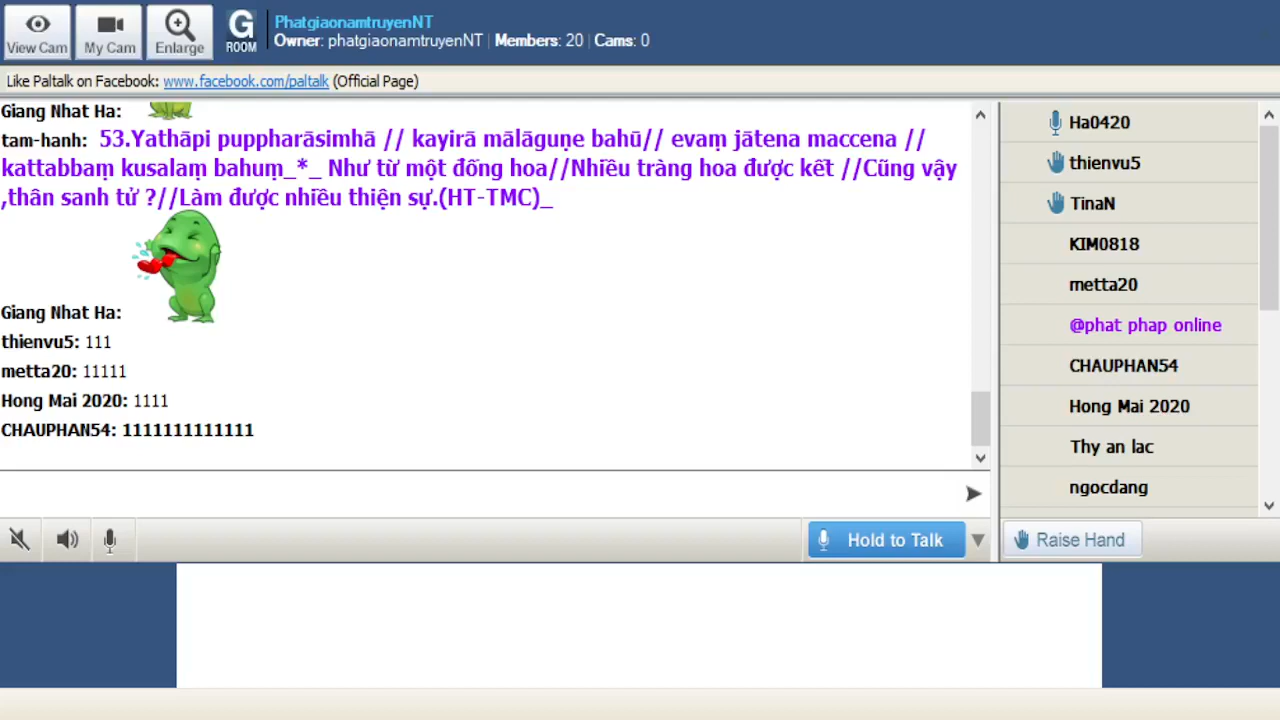 View Cam
My Cam
Enlarge
G
ROOM
PhatgiaonamtruyenNT
Owner: phatgiaonamtruyenNT | Members: 20 | Cams: 0
Like Paltalk on Facebook: www.facebook.com/paltalk (Official Page)
Giang Nhat Ha:
tam-hanh: 53.Yathāpi puppharāsimhā // kayirā mālāguṇe bahū// evaṃ jātena maccena //
kattabbaṃ kusalaṃ bahuṃ_*_ Như từ một đống hoa//Nhiều tràng hoa được kết //Cũng vậy
,thân sanh tử ?//Làm được nhiều thiện sự.(HT-TMC)_
Giang Nhat Ha:
thienvu5: 111
metta20: 11111
Hong Mai 2020: 1111
CHAUPHAN54: 1111111111111
Ha0420
thienvu5
TinaN
KIM0818
metta20
@phat phap online
CHAUPHAN54
Hong Mai 2020
Thy an lac
ngocdang
Hold to Talk
Raise Hand